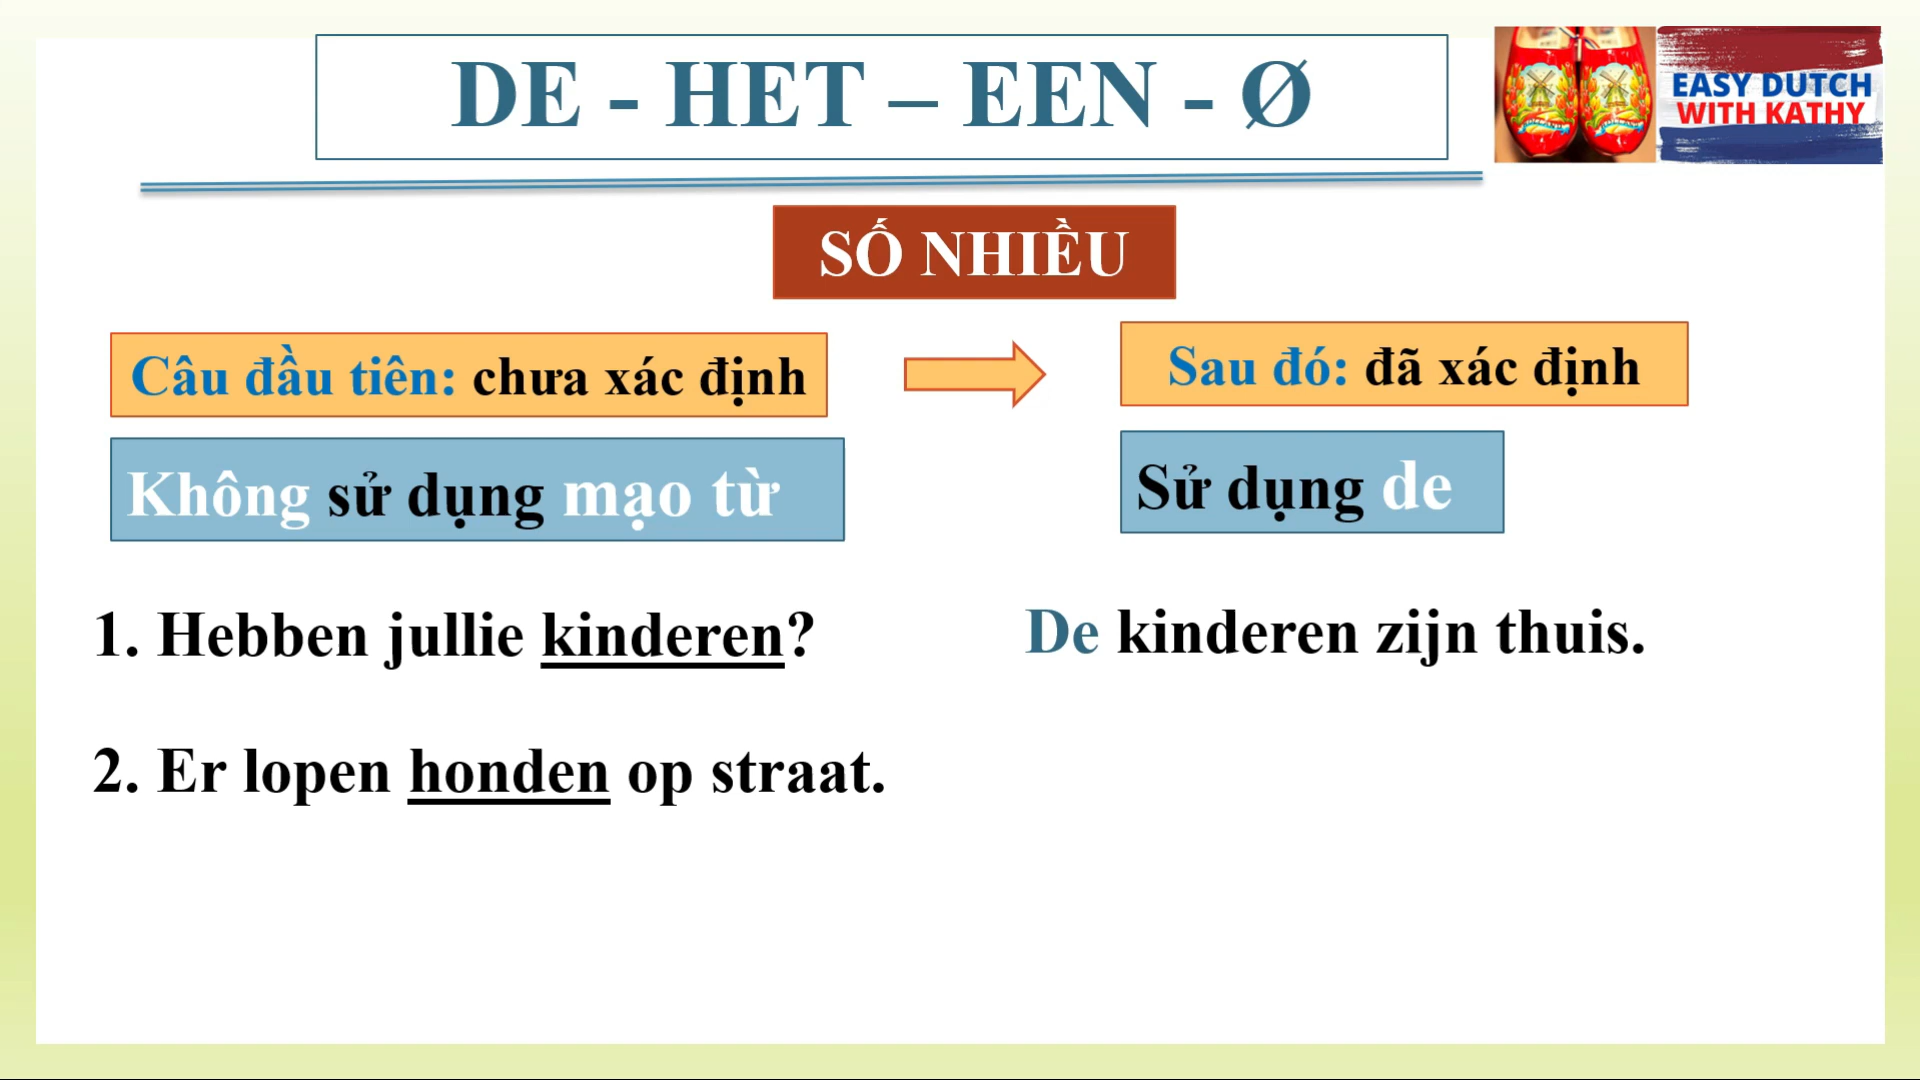 DE - HET – EEN - Ø
EASY DUTCH
WITH KATHY
SỐ NHIỀU
Câu đầu tiên: chưa xác định
Sau đó: đã xác định
Không sử dụng mạo từ
Sử dụng de
1. Hebben jullie kinderen?
De kinderen zijn thuis.
2. Er lopen honden op straat.